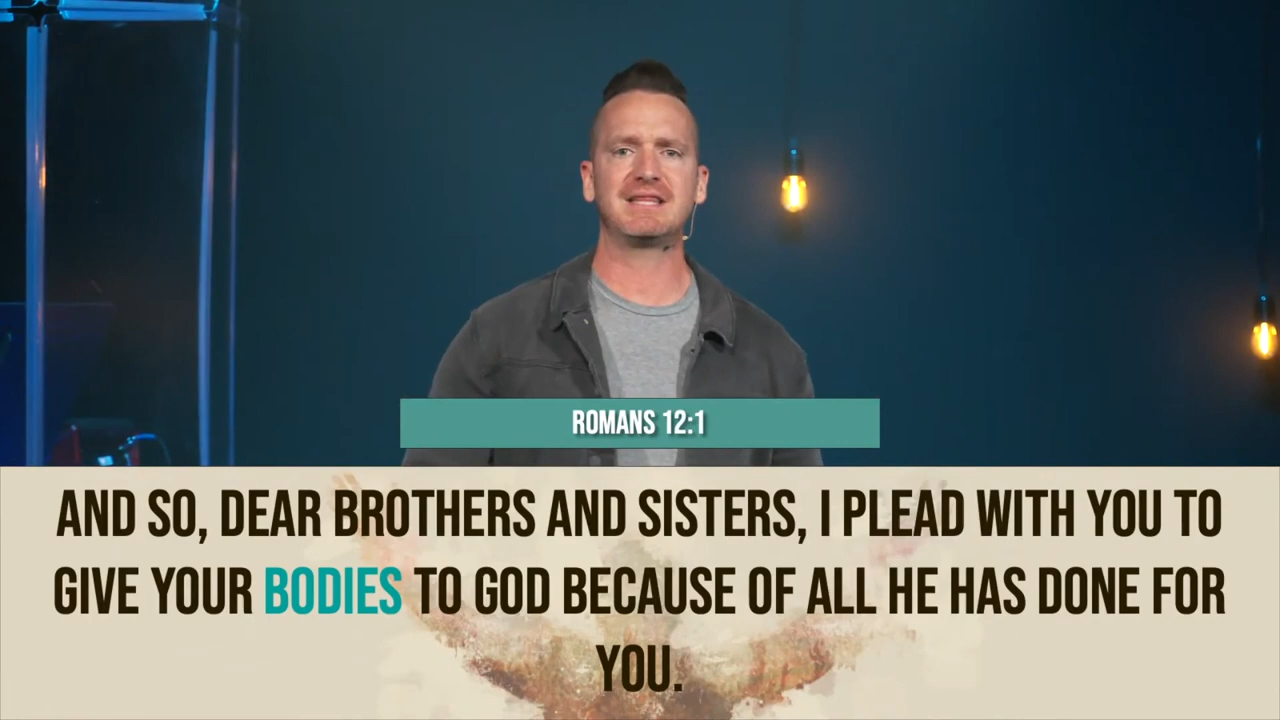 ROMANS 12:1
AND SO, DEAR BROTHERS AND SISTERS, I PLEAD WITH YOU TO
GIVE YOUR BODIES TO GOD BECAUSE OF ALL HE HAS DONE FOR
YOU.